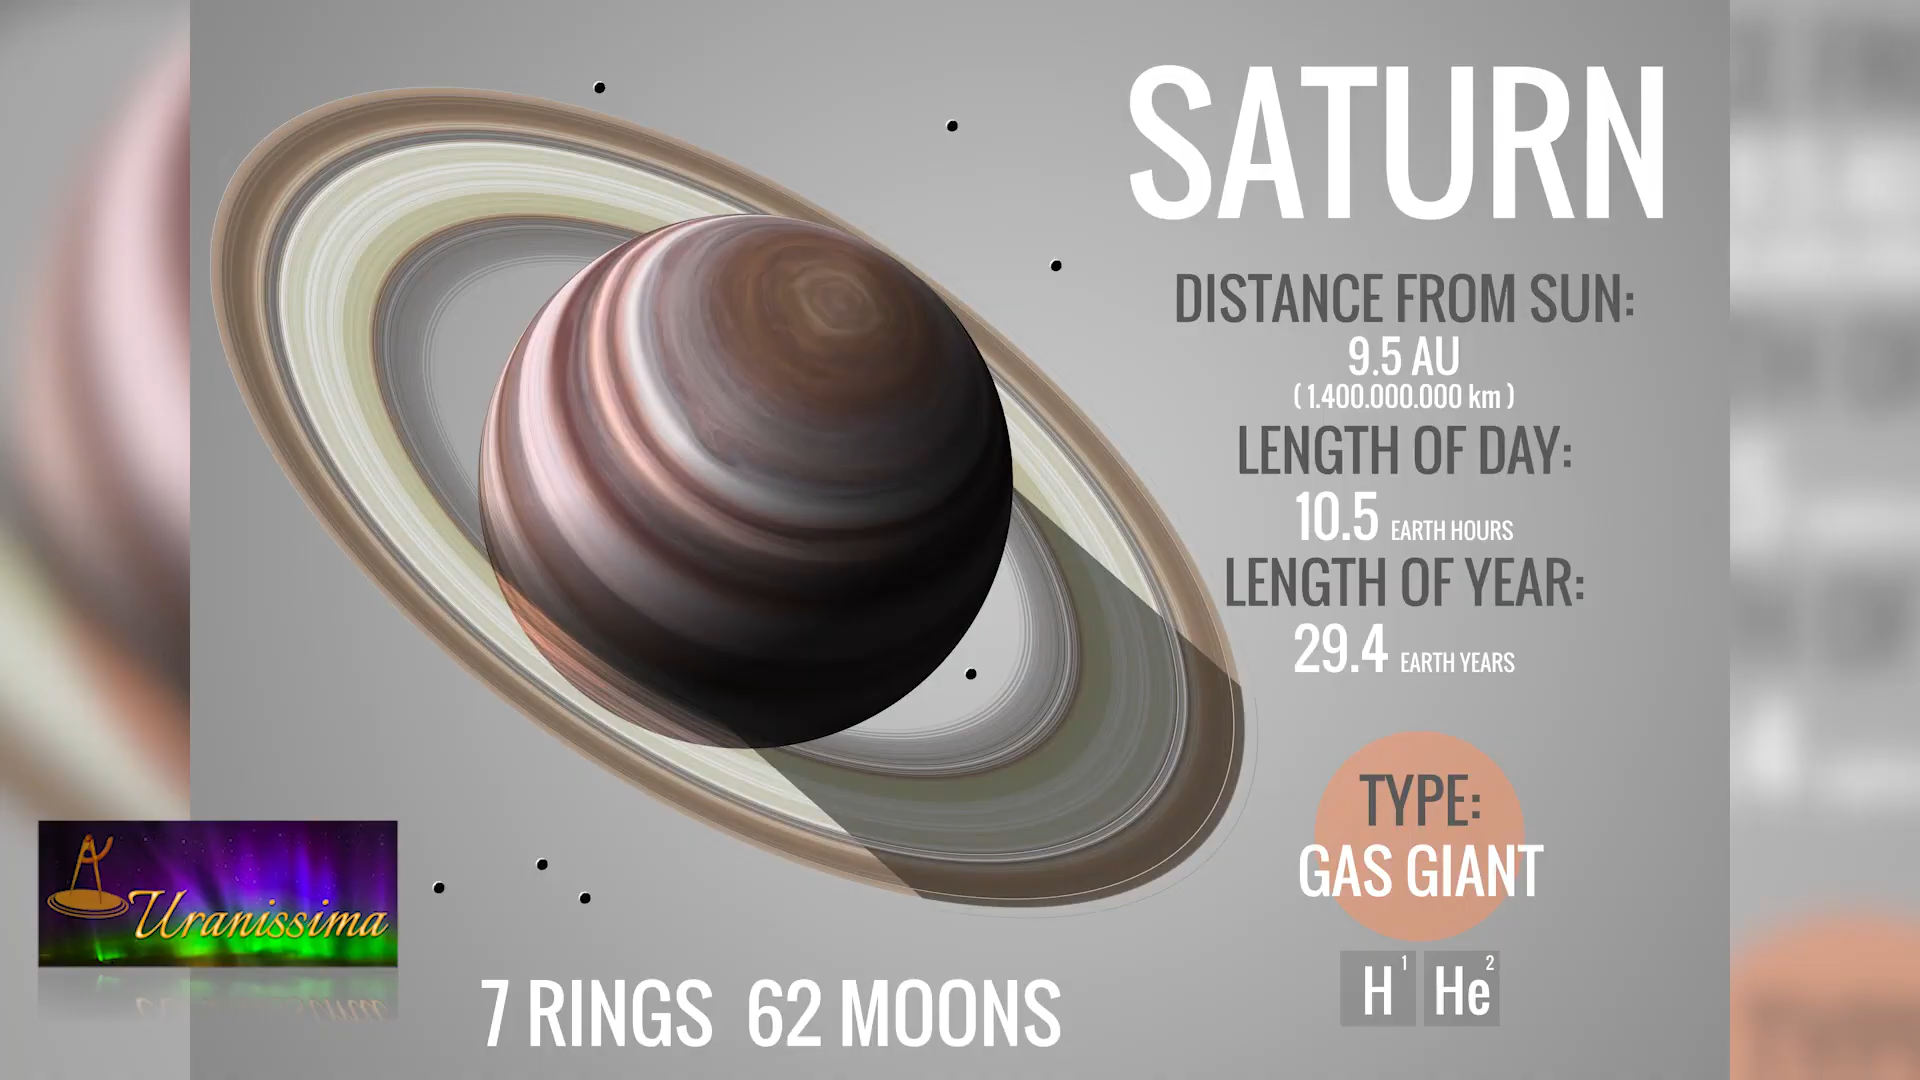 SATURN
DISTANCE FROM SUN:
9.5 AU
( 1.400.000.000 km )
LENGTH OF DAY:
10.5 EARTH HOURS
LENGTH OF YEAR:
29.4 EARTH YEARS
TYPE:
GAS GIANT
H 1 He 2
Uranissima
7 RINGS 62 MOONS